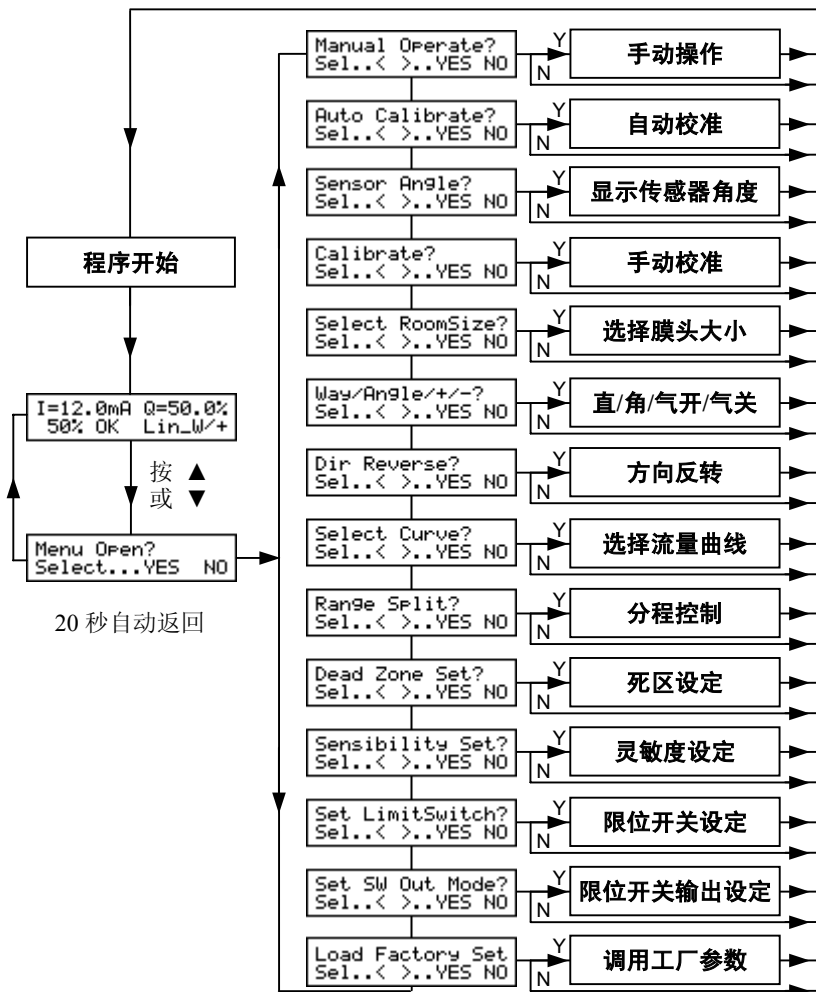 Manual Operate?
Sel..< >..YES NO
Y
N
手动操作
Auto Calibrate?
Sel..< >..YES NO
Y
N
自动校准
Sensor Angle?
Sel..< >..YES NO
Y
N
显示传感器角度
程序开始
Calibrate?
Sel..< >..YES NO
Y
N
手动校准
Select RoomSize?
Sel..< >..YES NO
Y
N
选择膜头大小
I=12.0mA Q=50.0%
50% OK Lin_W/+
Way/Angle/+/-?
Sel..< >..YES NO
Y
N
直/角/气开/气关
按 ▲
或 ▼
Dir Reverse?
Sel..< >..YES NO
Y
N
方向反转
Menu Open?
Select...YES NO
20 秒自动返回
Select Curve?
Sel..< >..YES NO
Y
N
选择流量曲线
Range Split?
Sel..< >..YES NO
Y
N
分程控制
Dead Zone Set?
Sel..< >..YES NO
Y
N
死区设定
Sensibility Set?
Sel..< >..YES NO
Y
N
灵敏度设定
Set LimitSwitch?
Sel..< >..YES NO
Y
N
限位开关设定
Set SW Out Mode?
Sel..< >..YES NO
Y
N
限位开关输出设定
Load Factory Set
Sel..< >..YES NO
Y
N
调用工厂参数